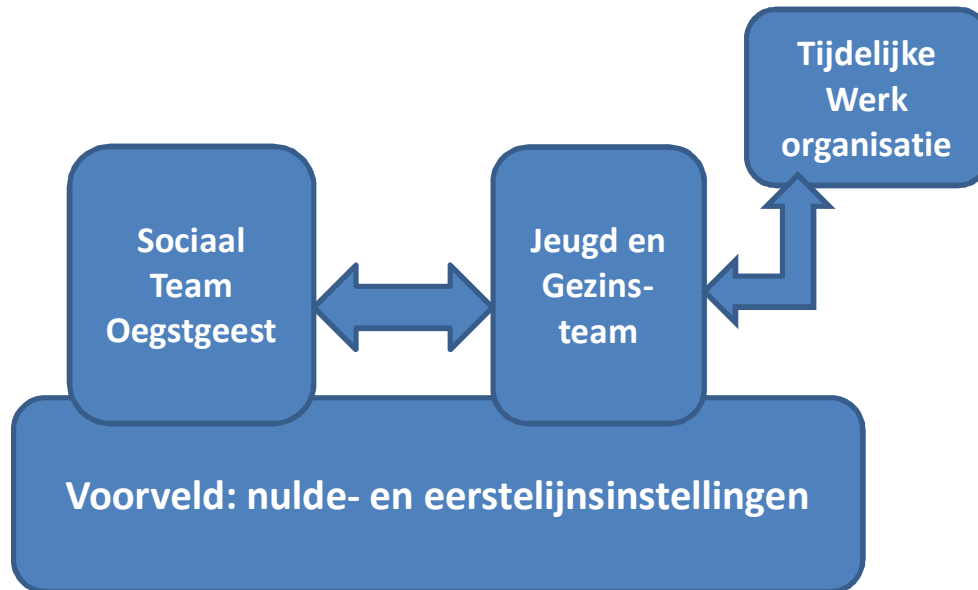 Tijdelijke
Werk
organisatie
Sociaal
Team
Oegstgeest
Jeugd en
Gezins-
team
Voorveld: nulde- en eerstelijnsinstellingen